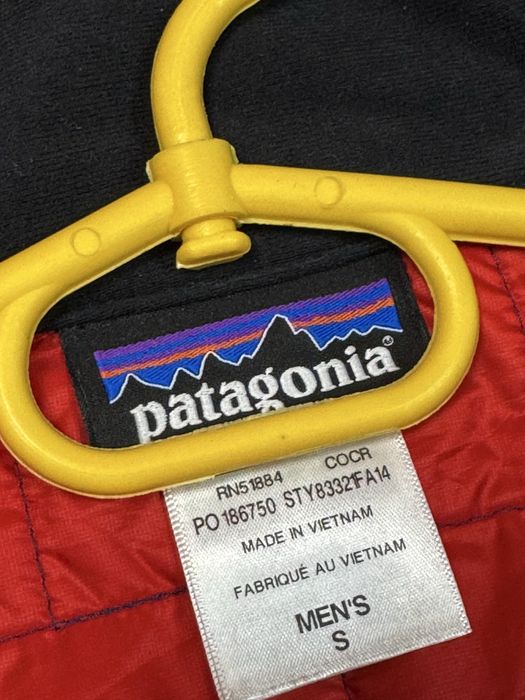 patagonia®
RN51884 COCR
PO 186750 STY83321FA14
MADE IN VIETNAM
FABRIQUÉ AU VIETNAM
MEN'S
S